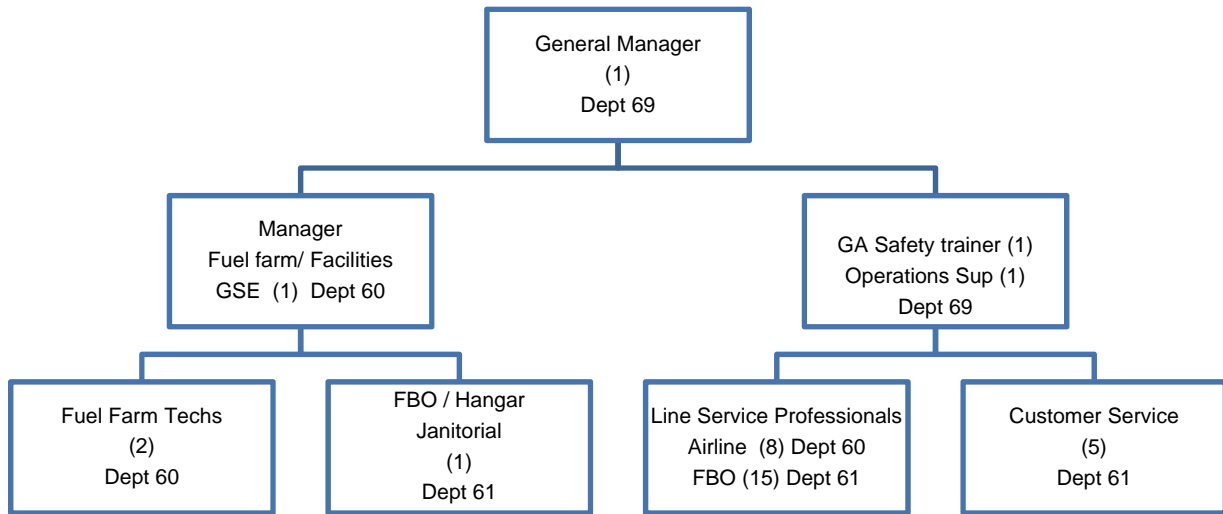 General Manager
(1)
Dept 69
Manager
Fuel farm/ Facilities
GSE (1) Dept 60
GA Safety trainer (1)
Operations Sup (1)
Dept 69
Fuel Farm Techs
(2)
Dept 60
FBO / Hangar
Janitorial
(1)
Dept 61
Line Service Professionals
Airline (8) Dept 60
FBO (15) Dept 61
Customer Service
(5)
Dept 61